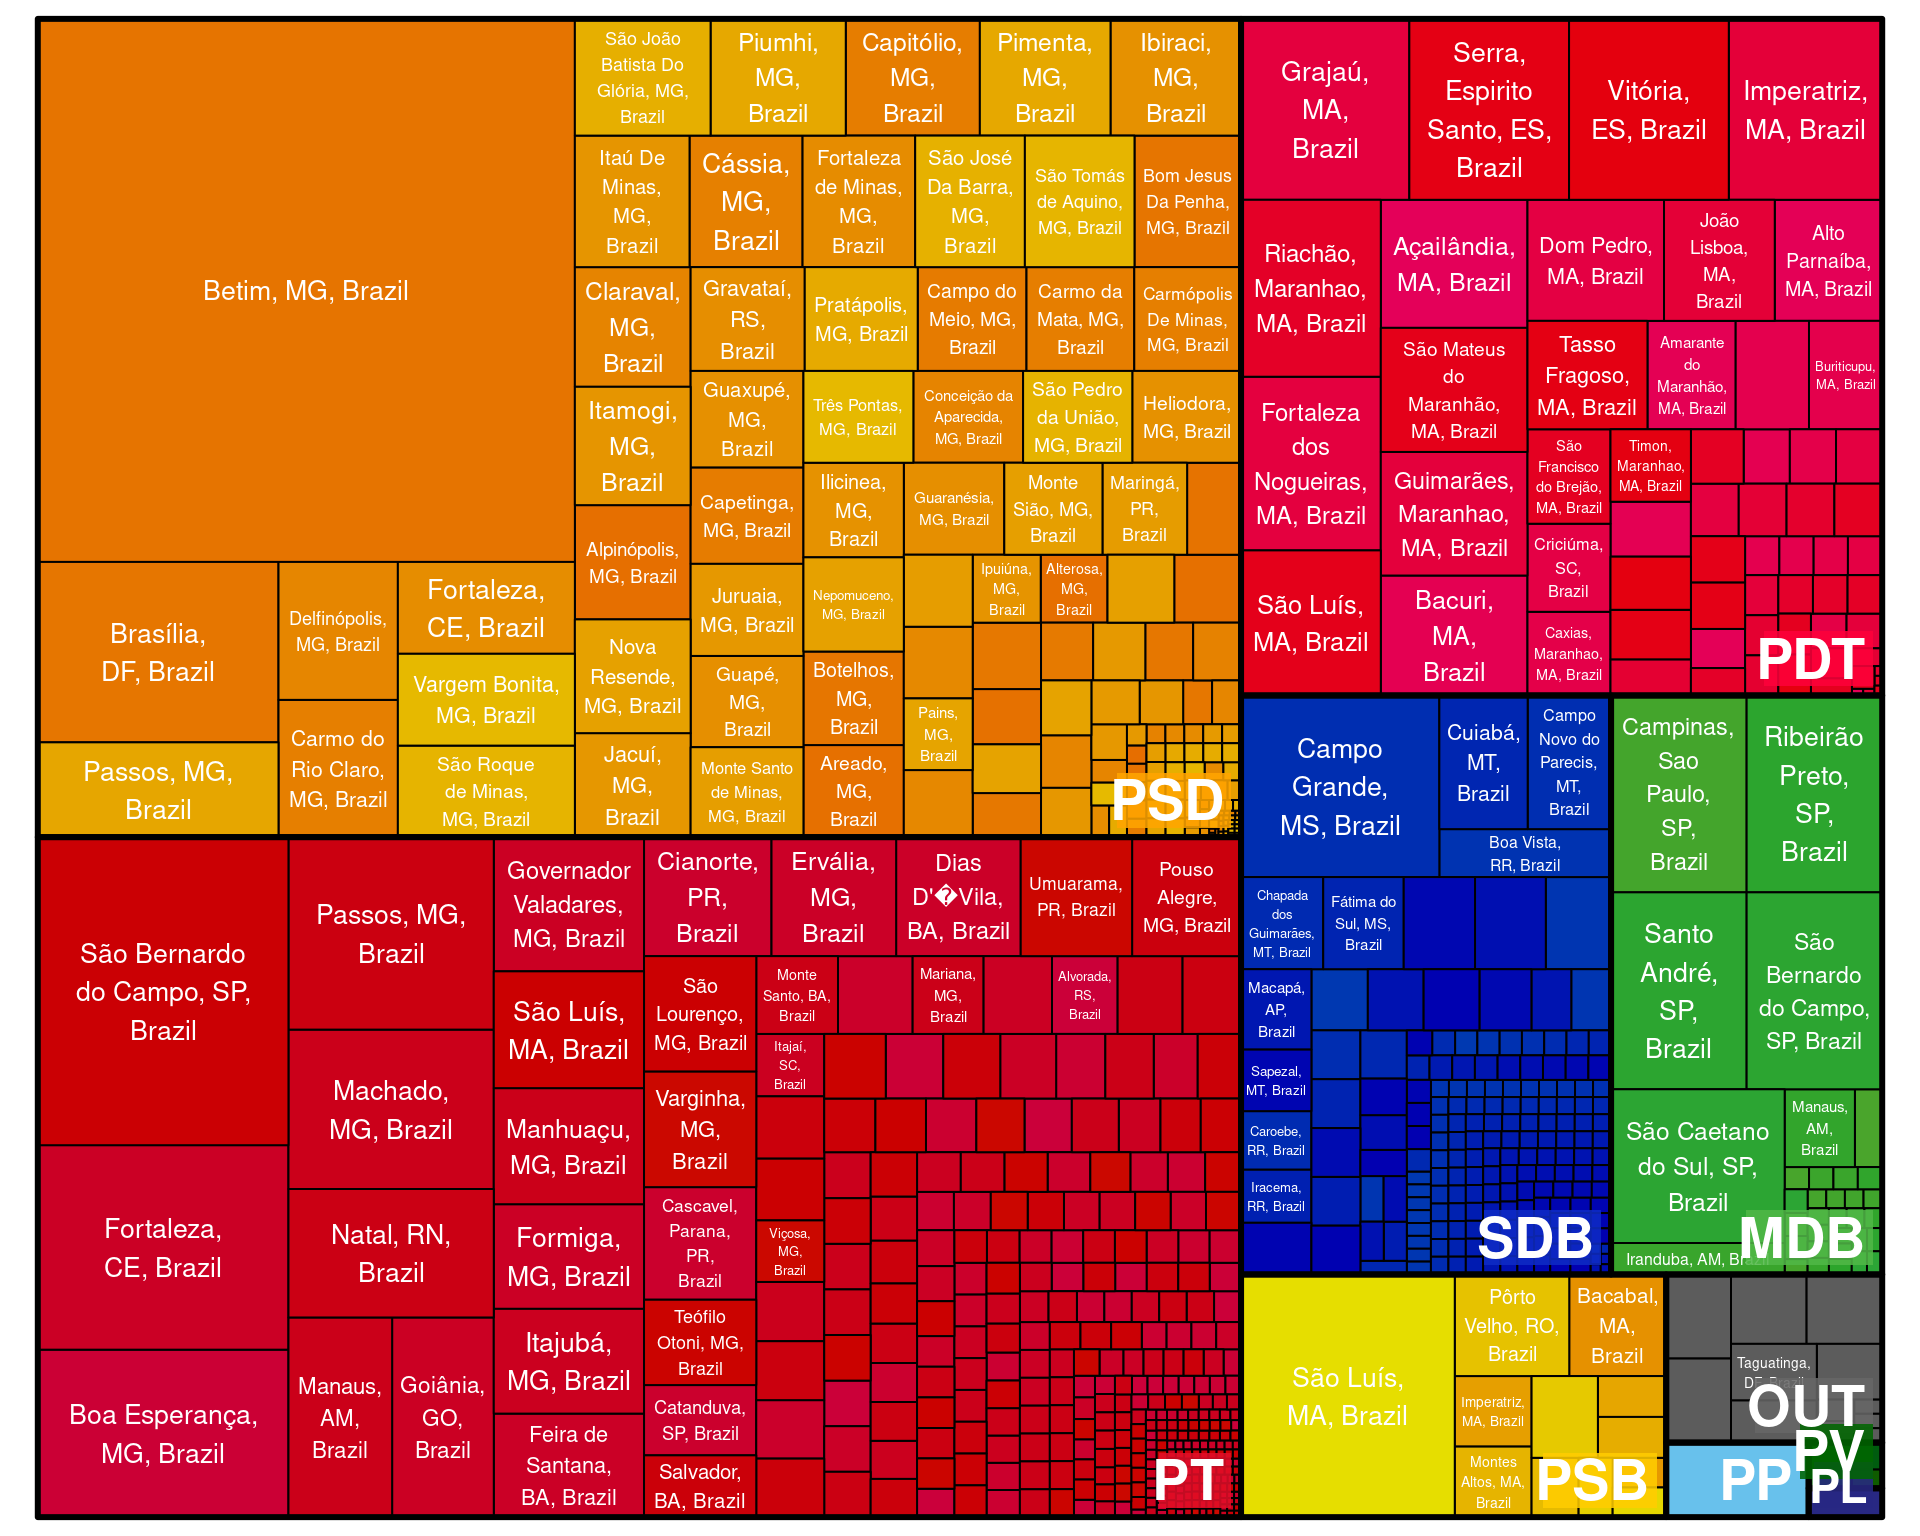 Betim, MG, Brazil
Brasília,
DF, Brazil
Passos, MG,
Brazil
Delfinópolis,
MG, Brazil
Carmo do
Rio Claro,
MG, Brazil
Fortaleza,
CE, Brazil
Vargem Bonita,
MG, Brazil
São Roque
de Minas,
MG, Brazil
São João
Batista Do
Glória, MG,
Brazil
Piumhi,
MG,
Brazil
Capitólio,
MG,
Brazil
Pimenta,
MG,
Brazil
Ibiraci,
MG,
Brazil
Itaú De
Minas,
MG,
Brazil
Cássia,
MG,
Brazil
Fortaleza
de Minas,
MG,
Brazil
São José
Da Barra,
MG,
Brazil
São Tomás
de Aquino,
MG, Brazil
Bom Jesus
Da Penha,
MG, Brazil
Claraval,
MG,
Brazil
Itamogi,
MG,
Brazil
Alpinópolis,
MG, Brazil
Nova
Resende,
MG, Brazil
Jacuí,
MG,
Brazil
Gravataí,
RS,
Brazil
Pratápolis,
MG, Brazil
Campo do
Meio, MG,
Brazil
Carmo da
Mata, MG,
Brazil
Carmópolis
De Minas,
MG, Brazil
Guaxupé,
MG,
Brazil
Capetinga,
MG, Brazil
Juruaia,
MG, Brazil
Guapé,
MG,
Brazil
Monte Santo
de Minas,
MG, Brazil
Três Pontas,
MG, Brazil
Conceição da
Aparecida,
MG, Brazil
São Pedro
da União,
MG, Brazil
Heliodora,
MG, Brazil
Ilicinea,
MG,
Brazil
Nepomuceno,
MG, Brazil
Botelhos,
MG,
Brazil
Areado,
MG,
Brazil
Guaranésia,
MG, Brazil
Monte
Sião, MG,
Brazil
Maringá,
PR,
Brazil
Ipuiúna,
MG,
Brazil
Alterosa,
MG,
Brazil
Pains,
MG,
Brazil
PSD
Grajaú,
MA,
Brazil
Serra,
Espirito
Santo, ES,
Brazil
Vitória,
ES, Brazil
Imperatriz,
MA, Brazil
Riachão,
Maranhao,
MA, Brazil
Fortaleza
dos
Nogueiras,
MA, Brazil
São Luís,
MA, Brazil
Açailândia,
MA, Brazil
São Mateus
do
Maranhão,
MA, Brazil
Guimarães,
Maranhao,
MA, Brazil
Bacuri,
MA,
Brazil
Dom Pedro,
MA, Brazil
João
Lisboa,
MA,
Brazil
Alto
Parnaíba,
MA, Brazil
Tasso
Fragoso,
MA, Brazil
Amarante
do
Maranhão,
MA, Brazil
Buriticupu,
MA, Brazil
São
Francisco
do Brejão,
MA, Brazil
Timon,
Maranhao,
MA, Brazil
Criciúma,
SC,
Brazil
Caxias,
Maranhao,
MA, Brazil
PDT
São Bernardo
do Campo, SP,
Brazil
Fortaleza,
CE, Brazil
Boa Esperança,
MG, Brazil
Passos, MG,
Brazil
Machado,
MG, Brazil
Natal, RN,
Brazil
Manaus,
AM,
Brazil
Goiânia,
GO,
Brazil
Governador
Valadares,
MG, Brazil
São Luís,
MA, Brazil
Manhuaçu,
MG, Brazil
Formiga,
MG, Brazil
Itajubá,
MG, Brazil
Feira de
Santana,
BA, Brazil
Cianorte,
PR,
Brazil
Ervália,
MG,
Brazil
Dias
D'�Vila,
BA, Brazil
Umuarama,
PR, Brazil
Pouso
Alegre,
MG, Brazil
São
Lourenço,
MG, Brazil
Varginha,
MG,
Brazil
Cascavel,
Parana,
PR,
Brazil
Teófilo
Otoni, MG,
Brazil
Catanduva,
SP, Brazil
Salvador,
BA, Brazil
Monte
Santo, BA,
Brazil
Mariana,
MG,
Brazil
Alvorada,
RS,
Brazil
Itajaí,
SC,
Brazil
Viçosa,
MG,
Brazil
PT
Campo
Grande,
MS, Brazil
Cuiabá,
MT,
Brazil
Campo
Novo do
Parecis,
MT,
Brazil
Boa Vista,
RR, Brazil
Chapada
dos
Guimarães,
MT, Brazil
Fátima do
Sul, MS,
Brazil
Macapá,
AP,
Brazil
Sapezal,
MT, Brazil
Caroebe,
RR, Brazil
Iracema,
RR, Brazil
SDB
Campinas,
Sao
Paulo,
SP,
Brazil
Ribeirão
Preto,
SP,
Brazil
Santo
André,
SP,
Brazil
São
Bernardo
do Campo,
SP, Brazil
São Caetano
do Sul, SP,
Brazil
Manaus,
AM,
Brazil
Iranduba, AM, Brazil
MDB
São Luís,
MA, Brazil
Pôrto
Velho, RO,
Brazil
Bacabal,
MA,
Brazil
Imperatriz,
MA, Brazil
Montes
Altos, MA,
Brazil
PSB
Taguatinga,
DF, Brazil
OUT
PV
PP
PL